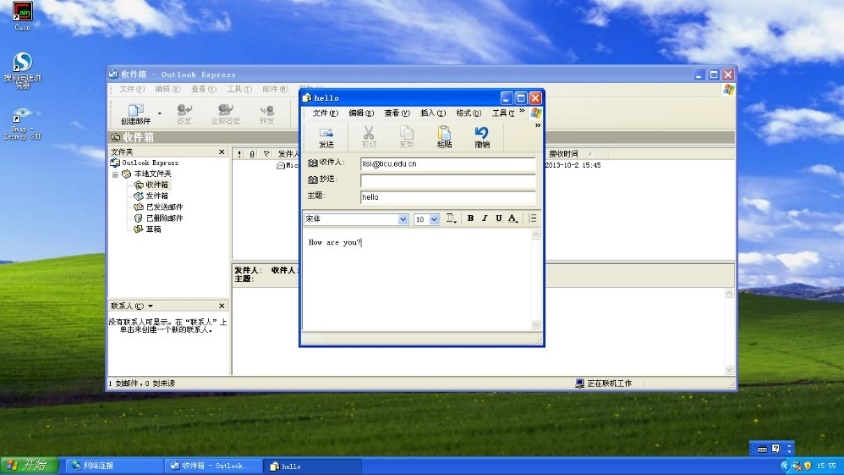 Cain
收件箱 - Outlook Express
文件(F) 编辑(E) 查看(V) 工具(T) 邮件(M)
创建邮件 答复 全部答复 转发
收件箱
文件夹
Outlook Express
本地文件夹
收件箱
发件箱
已发送邮件
已删除邮件
草稿
联系人(C)
没有联系人可显示。在“联系人”上
单击来创建一个新的联系人。
! 发件人
接收时间
2013-10-2 15:45
发件人: 收件人:
主题:
1 封邮件,0 封未读
正在联机工作
hello
文件(F) 编辑(E) 查看(V) 插入(I) 格式(O) 工具(T) »
发送 剪切 复制 粘贴 撤销 »
收件人: lisi@bcu.edu.cn
抄送:
主题: hello
宋体 10 B I U A
How are you?
开始 网络连接 收件箱 - Outlook... hello 15:55